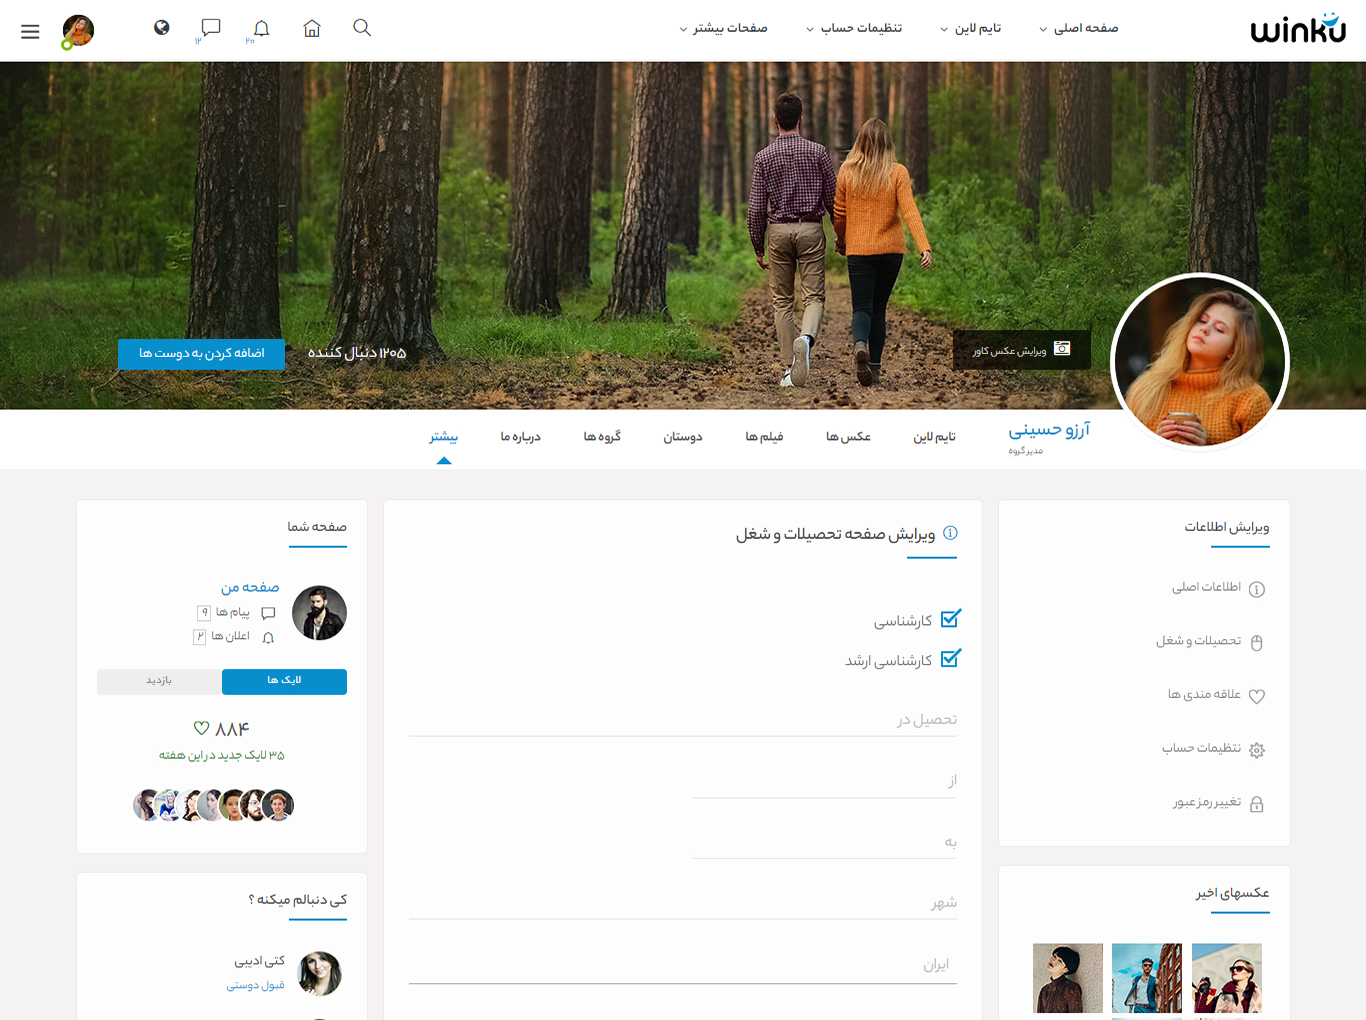 winku
صفحه اصلی
تایم لاین
تنظیمات حساب
صفحات بیشتر
۲۰
۱۲
ویرایش عکس کاور
۱۲۰۵ دنبال کننده
اضافه کردن به دوست ها
آرزو حسینی
مدیر گروه
تایم لاین
عکس ها
فیلم ها
دوستان
گروه ها
درباره ما
بیشتر
ویرایش اطلاعات
اطلاعات اصلی
تحصیلات و شغل
علاقه مندی ها
نتظیمات حساب
تغییر رمز عبور
عکسهای اخیر
ویرایش صفحه تحصیلات و شغل
کارشناسی
کارشناسی ارشد
تحصیل در
از
به
شهر
ایران
صفحه شما
صفحه من
پیام ها ۹
اعلان ها ۲
لایک ها
بازدید
۸۸۴
۳۵ لایک جدید در این هفته
کی دنبالم میکنه ؟
کتی ادیبی
قبول دوستی